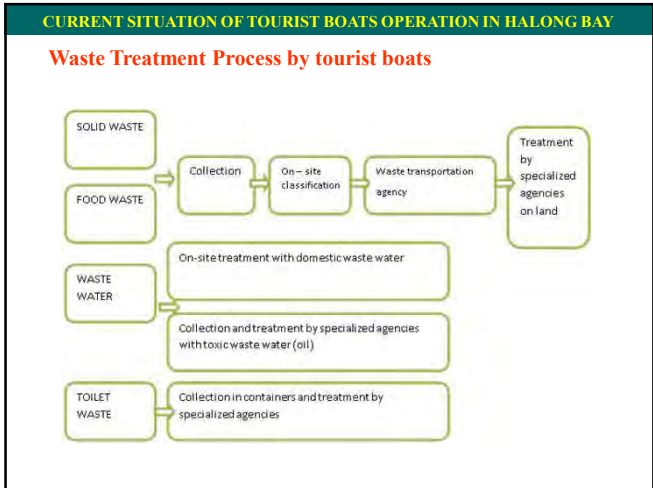 CURRENT SITUATION OF TOURIST BOATS OPERATION IN HALONG BAY
Waste Treatment Process by tourist boats
SOLID WASTE
FOOD WASTE
Collection
On – site
classification
Waste transportation
agency
Treatment
by
specialized
agencies
on land
WASTE
WATER
On-site treatment with domestic waste water
Collection and treatment by specialized agencies
with toxic waste water (oil)
TOILET
WASTE
Collection in containers and treatment by
specialized agencies